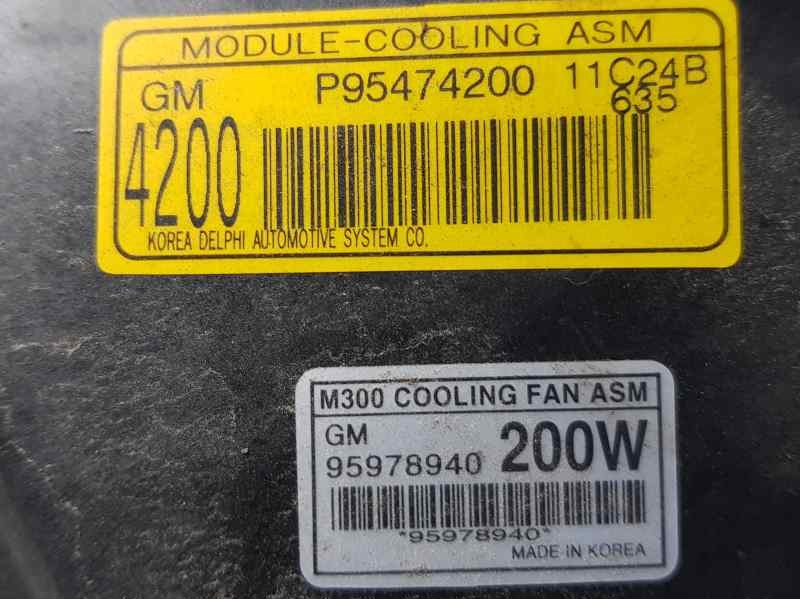 MODULE-COOLING ASM
GM P95474200 11C24B
635
4200
KOREA DELPHI AUTOMOTIVE SYSTEM CO.
M300 COOLING FAN ASM
GM
95978940 200W
*95978940*
MADE IN KOREA